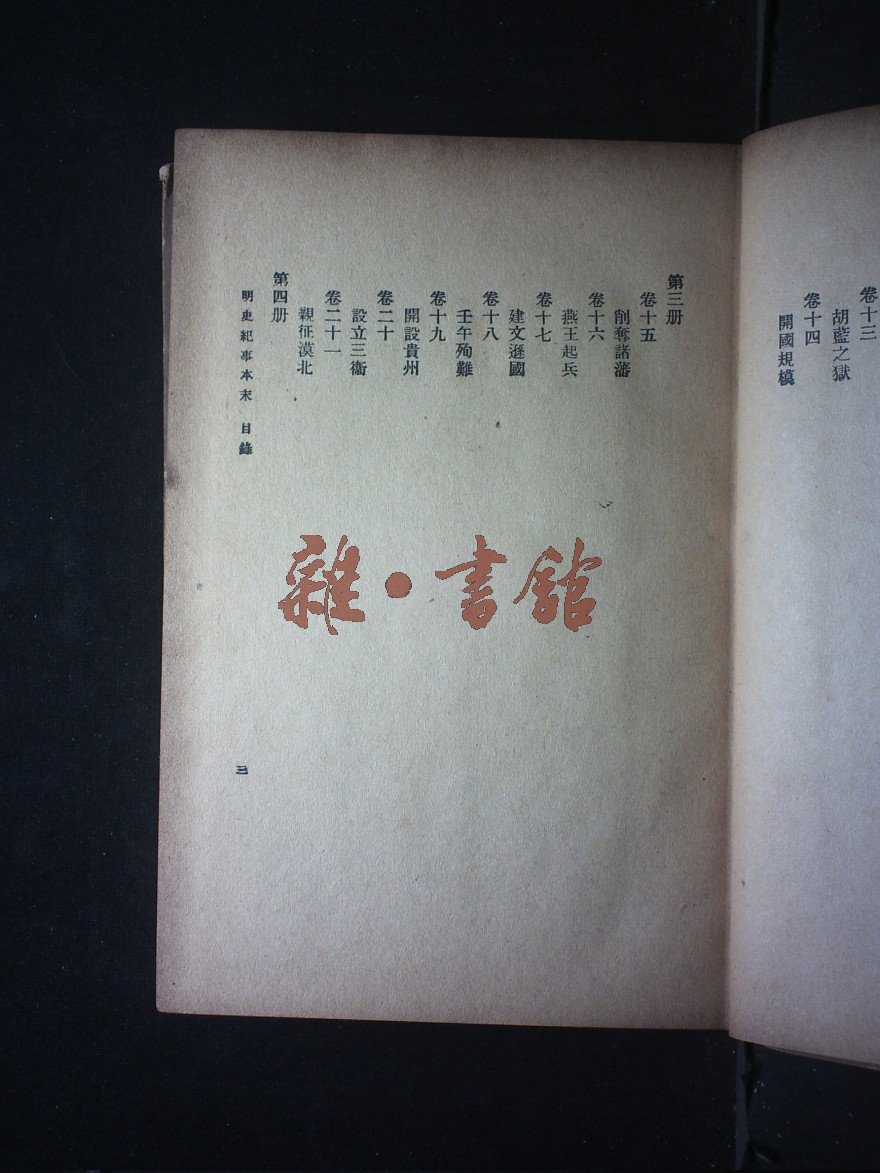 卷十三
胡藍之獄
卷十四
開國規模
第三册
卷十五
削奪諸藩
卷十六
燕王起兵
卷十七
建文遜國
卷十八
壬午殉難
卷十九
開設貴州
卷二十
設立三衞
卷二十一
親征漠北
第四册
明史紀事本末 目錄
三
雜·書館